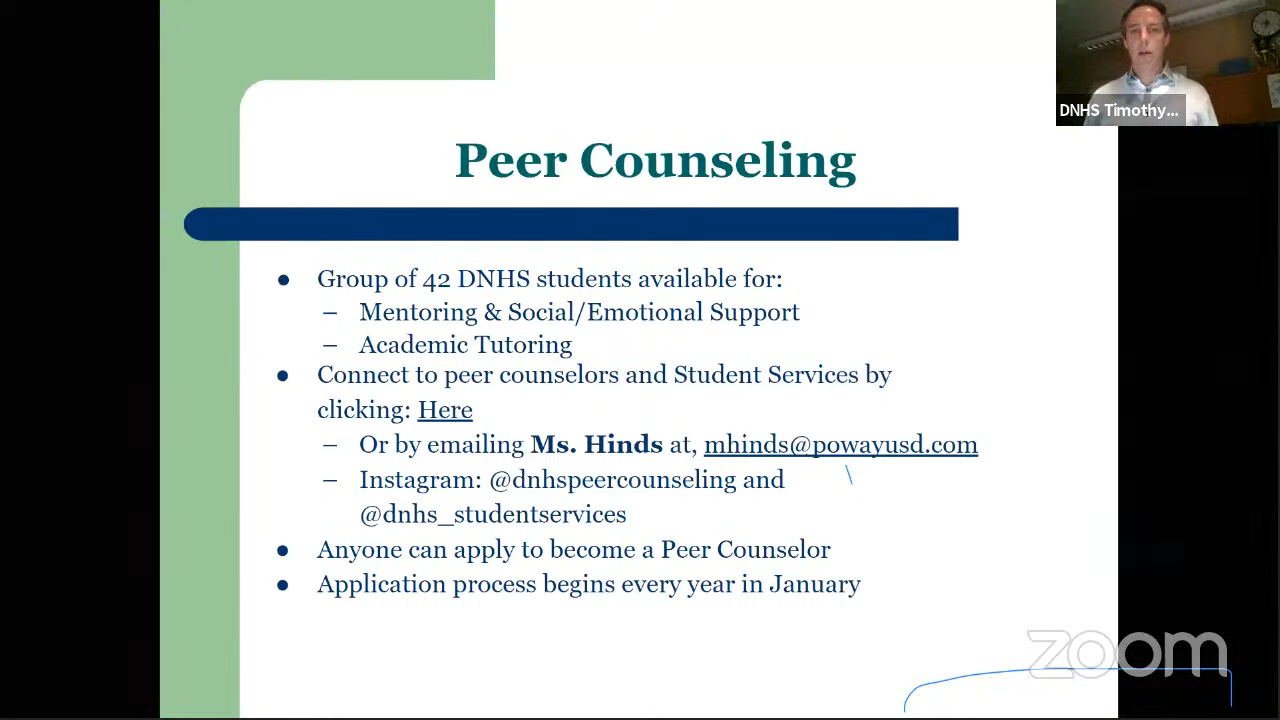 DNHS Timothy...
Peer Counseling
● Group of 42 DNHS students available for:
– Mentoring & Social/Emotional Support
– Academic Tutoring
● Connect to peer counselors and Student Services by
clicking: Here
– Or by emailing Ms. Hinds at, mhinds@powayusd.com
– Instagram: @dnhspeercounseling and
@dnhs_studentservices
● Anyone can apply to become a Peer Counselor
● Application process begins every year in January
zoom